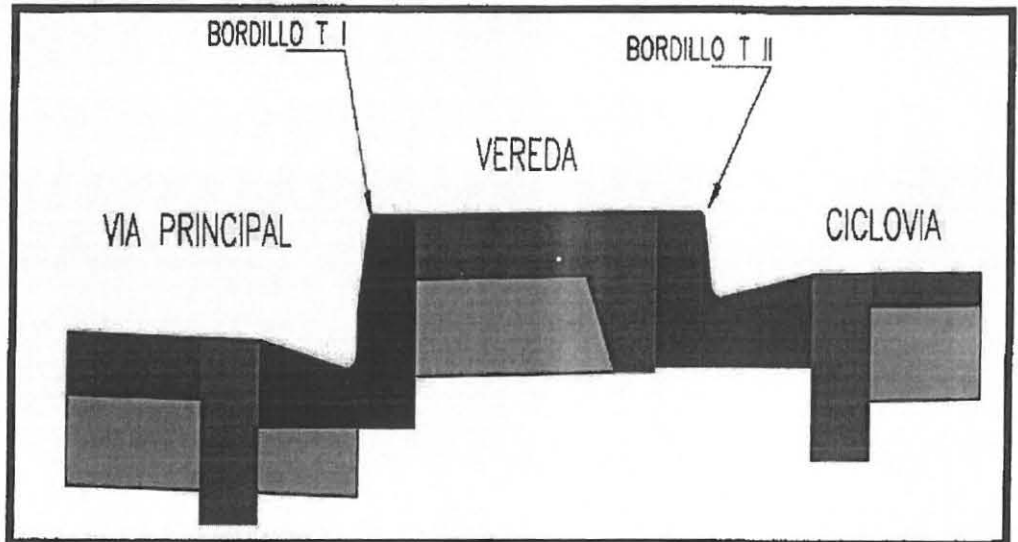 BORDILLO T I
BORDILLO T II
VEREDA
VIA PRINCIPAL
CICLOVIA